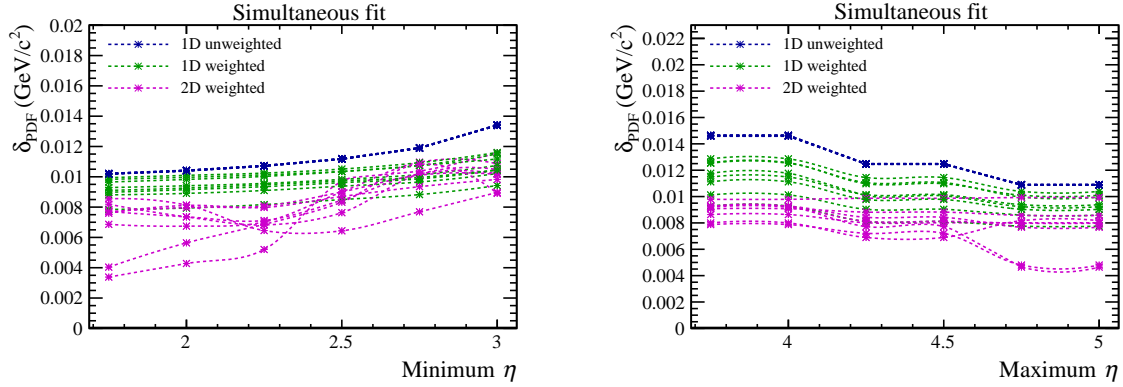 Simultaneous fit
δ_PDF (GeV/c²)
0.02
0.018
0.016
0.014
0.012
0.01
0.008
0.006
0.004
0.002
0
1D unweighted
1D weighted
2D weighted
2
2.5
3
Minimum η
Simultaneous fit
δ_PDF (GeV/c²)
0.022
0.02
0.018
0.016
0.014
0.012
0.01
0.008
0.006
0.004
0.002
0
1D unweighted
1D weighted
2D weighted
4
4.5
5
Maximum η